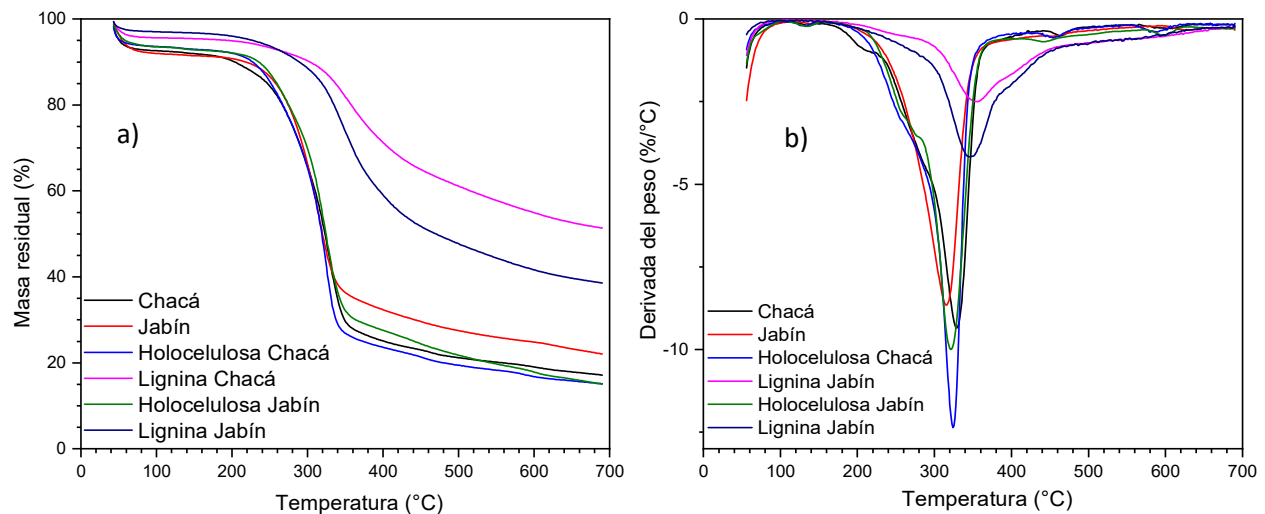 100
80
60
40
20
0
Masa residual (%)
a)
Chacá
Jabín
Holocelulosa Chacá
Lignina Chacá
Holocelulosa Jabín
Lignina Jabín
0 100 200 300 400 500 600 700
Temperatura (°C)
0
-5
-10
Derivada del peso (%/°C)
b)
Chacá
Jabín
Holocelulosa Chacá
Lignina Jabín
Holocelulosa Jabín
Lignina Jabín
0 100 200 300 400 500 600 700
Temperatura (°C)